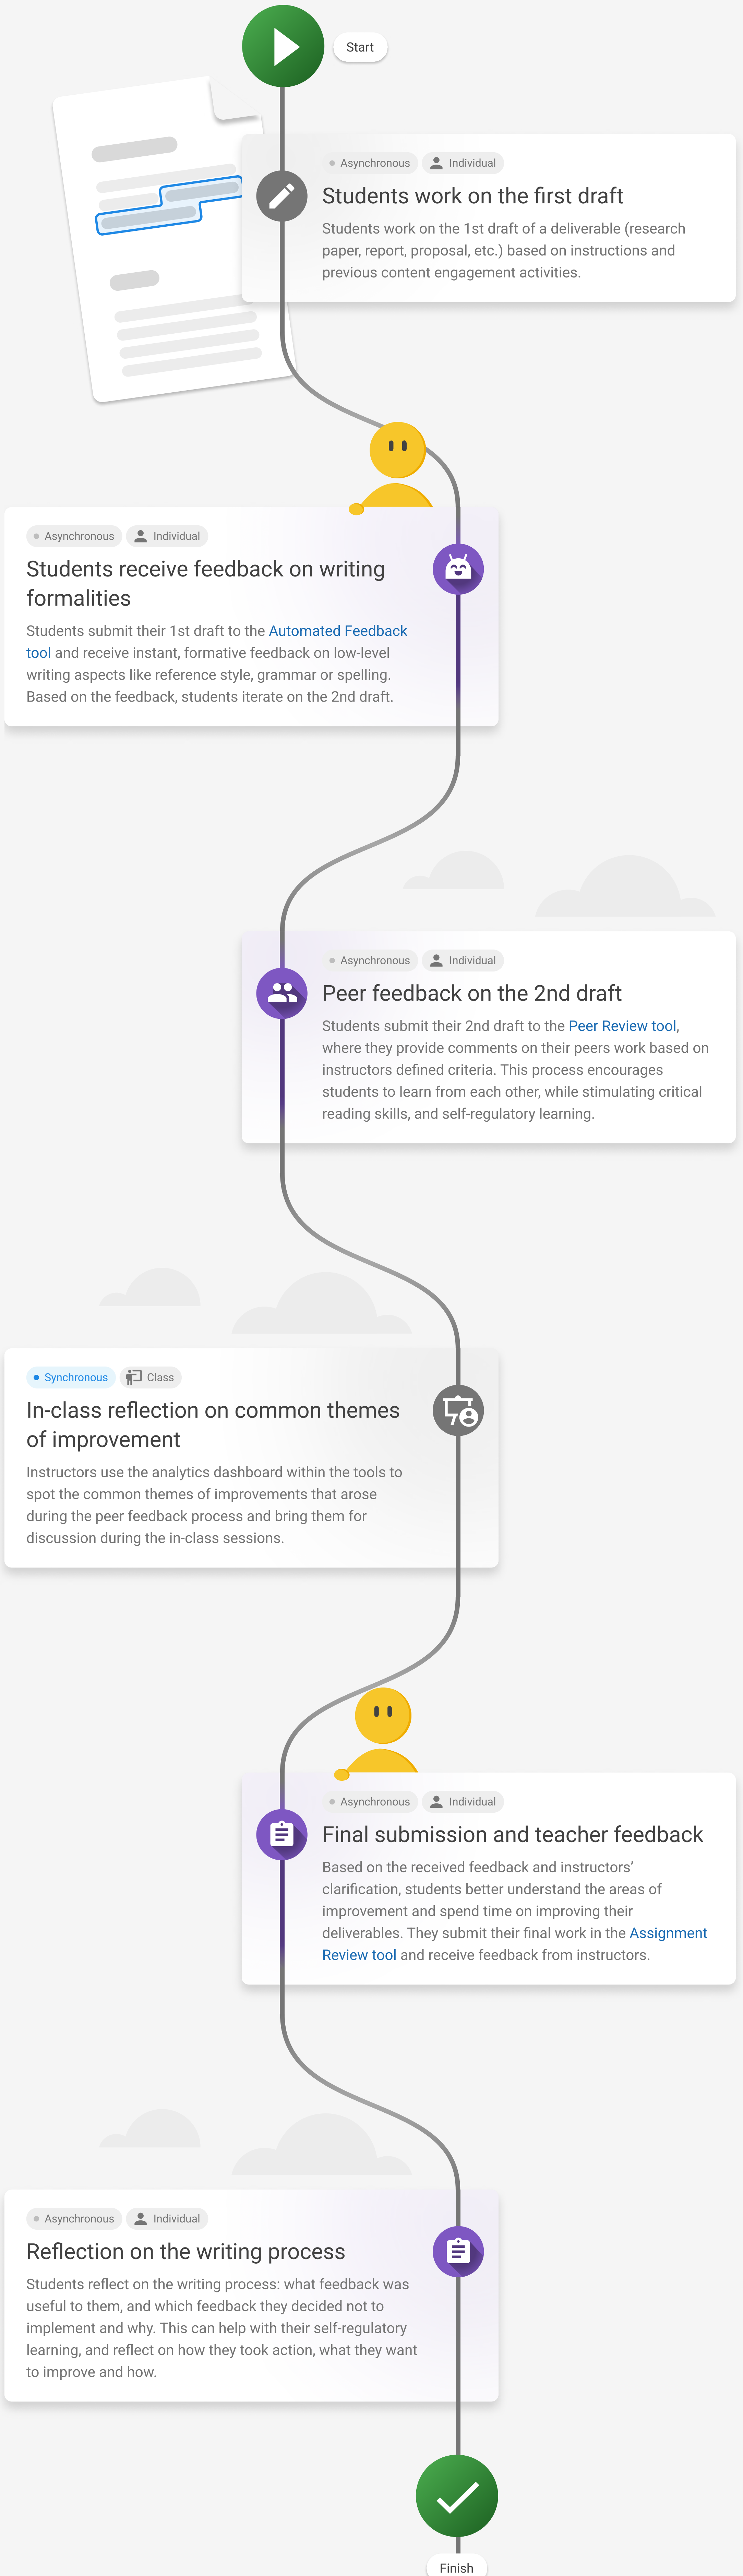 Start
Asynchronous Individual
Students work on the first draft
Students work on the 1st draft of a deliverable (research
paper, report, proposal, etc.) based on instructions and
previous content engagement activities.
Asynchronous Individual
Students receive feedback on writing
formalities
Students submit their 1st draft to the Automated Feedback
tool and receive instant, formative feedback on low-level
writing aspects like reference style, grammar or spelling.
Based on the feedback, students iterate on the 2nd draft.
Asynchronous Individual
Peer feedback on the 2nd draft
Students submit their 2nd draft to the Peer Review tool,
where they provide comments on their peers work based on
instructors defined criteria. This process encourages
students to learn from each other, while stimulating critical
reading skills, and self-regulatory learning.
Synchronous Class
In-class reflection on common themes
of improvement
Instructors use the analytics dashboard within the tools to
spot the common themes of improvements that arose
during the peer feedback process and bring them for
discussion during the in-class sessions.
Asynchronous Individual
Final submission and teacher feedback
Based on the received feedback and instructors’
clarification, students better understand the areas of
improvement and spend time on improving their
deliverables. They submit their final work in the Assignment
Review tool and receive feedback from instructors.
Asynchronous Individual
Reflection on the writing process
Students reflect on the writing process: what feedback was
useful to them, and which feedback they decided not to
implement and why. This can help with their self-regulatory
learning, and reflect on how they took action, what they want
to improve and how.
Finish